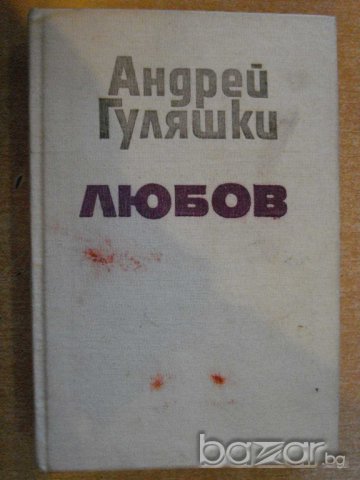 Андрей
Гуляшки
ЛЮБОВ
bazar.bg